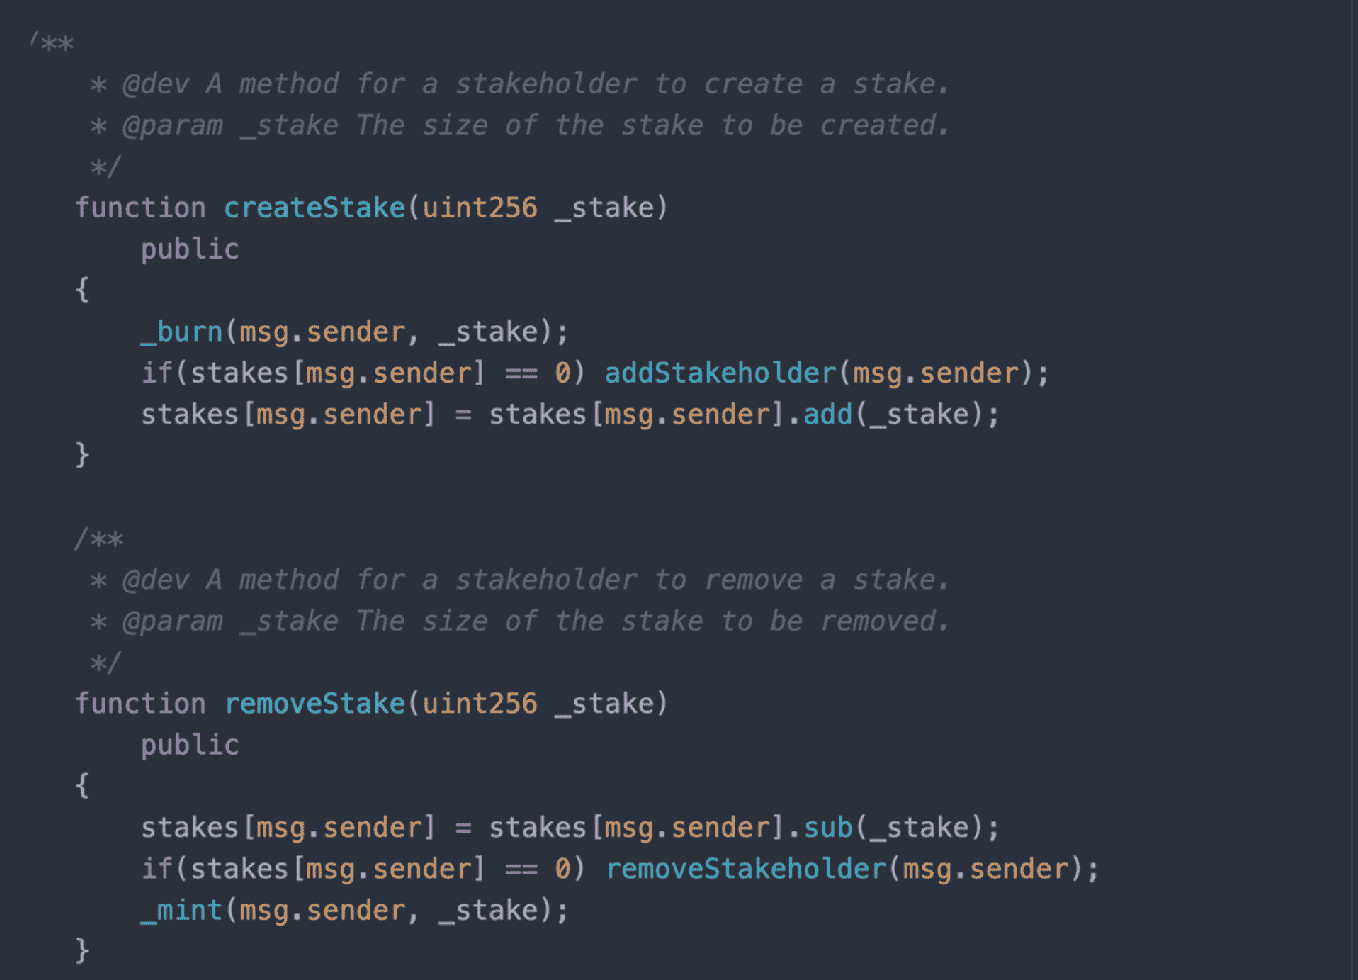 /**
* @dev A method for a stakeholder to create a stake.
* @param _stake The size of the stake to be created.
*/
function createStake(uint256 _stake)
public
{
_burn(msg.sender, _stake);
if(stakes[msg.sender] == 0) addStakeholder(msg.sender);
stakes[msg.sender] = stakes[msg.sender].add(_stake);
}
/**
* @dev A method for a stakeholder to remove a stake.
* @param _stake The size of the stake to be removed.
*/
function removeStake(uint256 _stake)
public
{
stakes[msg.sender] = stakes[msg.sender].sub(_stake);
if(stakes[msg.sender] == 0) removeStakeholder(msg.sender);
_mint(msg.sender, _stake);
}